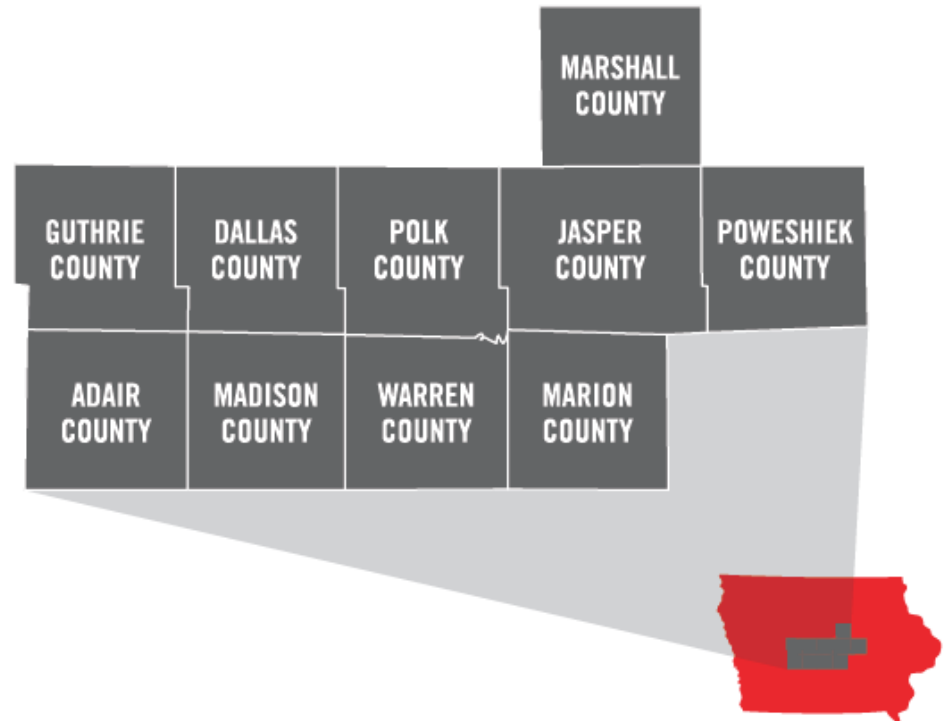 MARSHALL
COUNTY
GUTHRIE
COUNTY
DALLAS
COUNTY
POLK
COUNTY
JASPER
COUNTY
POWESHIEK
COUNTY
ADAIR
COUNTY
MADISON
COUNTY
WARREN
COUNTY
MARION
COUNTY